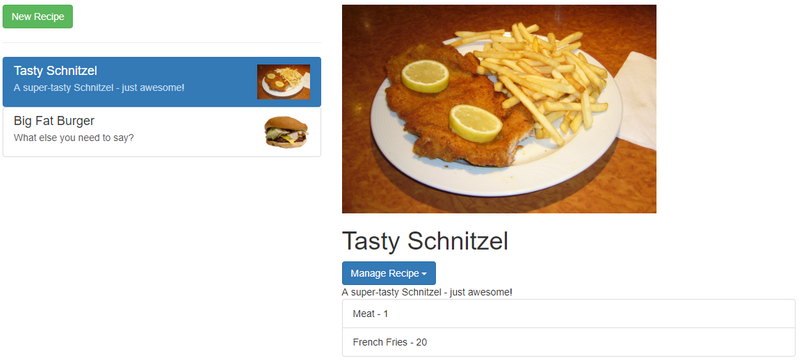 New Recipe
Tasty Schnitzel
A super-tasty Schnitzel - just awesome!
Big Fat Burger
What else you need to say?
Tasty Schnitzel
Manage Recipe
A super-tasty Schnitzel - just awesome!
Meat - 1
French Fries - 20